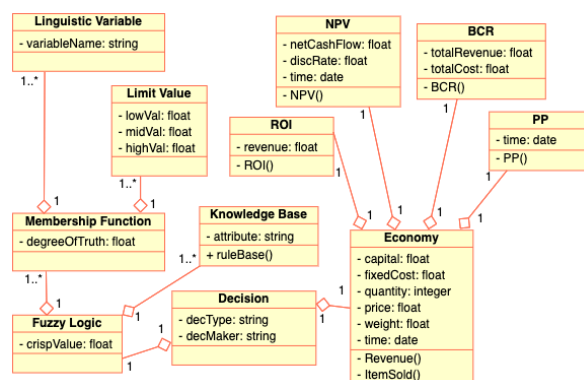 Linguistic Variable
- variableName: string
1..*
1
Limit Value
- lowVal: float
- midVal: float
- highVal: float
1..*
1
Membership Function
- degreeOfTruth: float
1..*
1
Knowledge Base
- attribute: string
+ ruleBase()
1..*
1
Fuzzy Logic
- crispValue: float
1
1
Decision
- decType: string
- decMaker: string
1
1
NPV
- netCashFlow: float
- discRate: float
- time: date
- NPV()
1
1
BCR
- totalRevenue: float
- totalCost: float
- BCR()
1
1
ROI
- revenue: float
- ROI()
1
1
PP
- time: date
- PP()
1
1
Economy
- capital: float
- fixedCost: float
- quantity: integer
- price: float
- weight: float
- time: date
- Revenue()
- ItemSold()